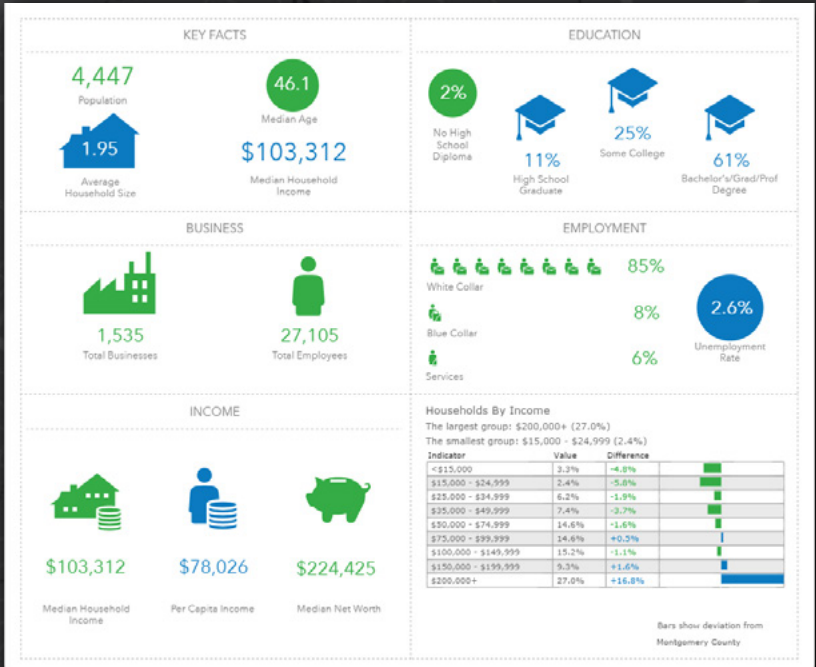 KEY FACTS
4,447
Population
46.1
Median Age
1.95
Average
Household Size
$103,312
Median Household
Income
EDUCATION
2%
No High
School
Diploma
11%
High School
Graduate
25%
Some College
61%
Bachelor's/Grad/Prof
Degree
BUSINESS
1,535
Total Businesses
27,105
Total Employees
EMPLOYMENT
85%
White Collar
8%
Blue Collar
6%
Services
2.6%
Unemployment
Rate
INCOME
$103,312
Median Household
Income
$78,026
Per Capita Income
$224,425
Median Net Worth
Households By Income
The largest group: $200,000+ (27.0%)
The smallest group: $15,000 - $24,999 (2.4%)
Indicator Value Difference
<$15,000 3.3% -4.8%
$15,000 - $24,999 2.4% -5.8%
$25,000 - $34,999 6.2% -1.9%
$35,000 - $49,999 7.4% -3.7%
$50,000 - $74,999 14.6% -1.6%
$75,000 - $99,999 14.6% +0.5%
$100,000 - $149,999 15.2% -1.1%
$150,000 - $199,999 9.3% +1.6%
$200,000+ 27.0% +16.8%
Bars show deviation from
Montgomery County